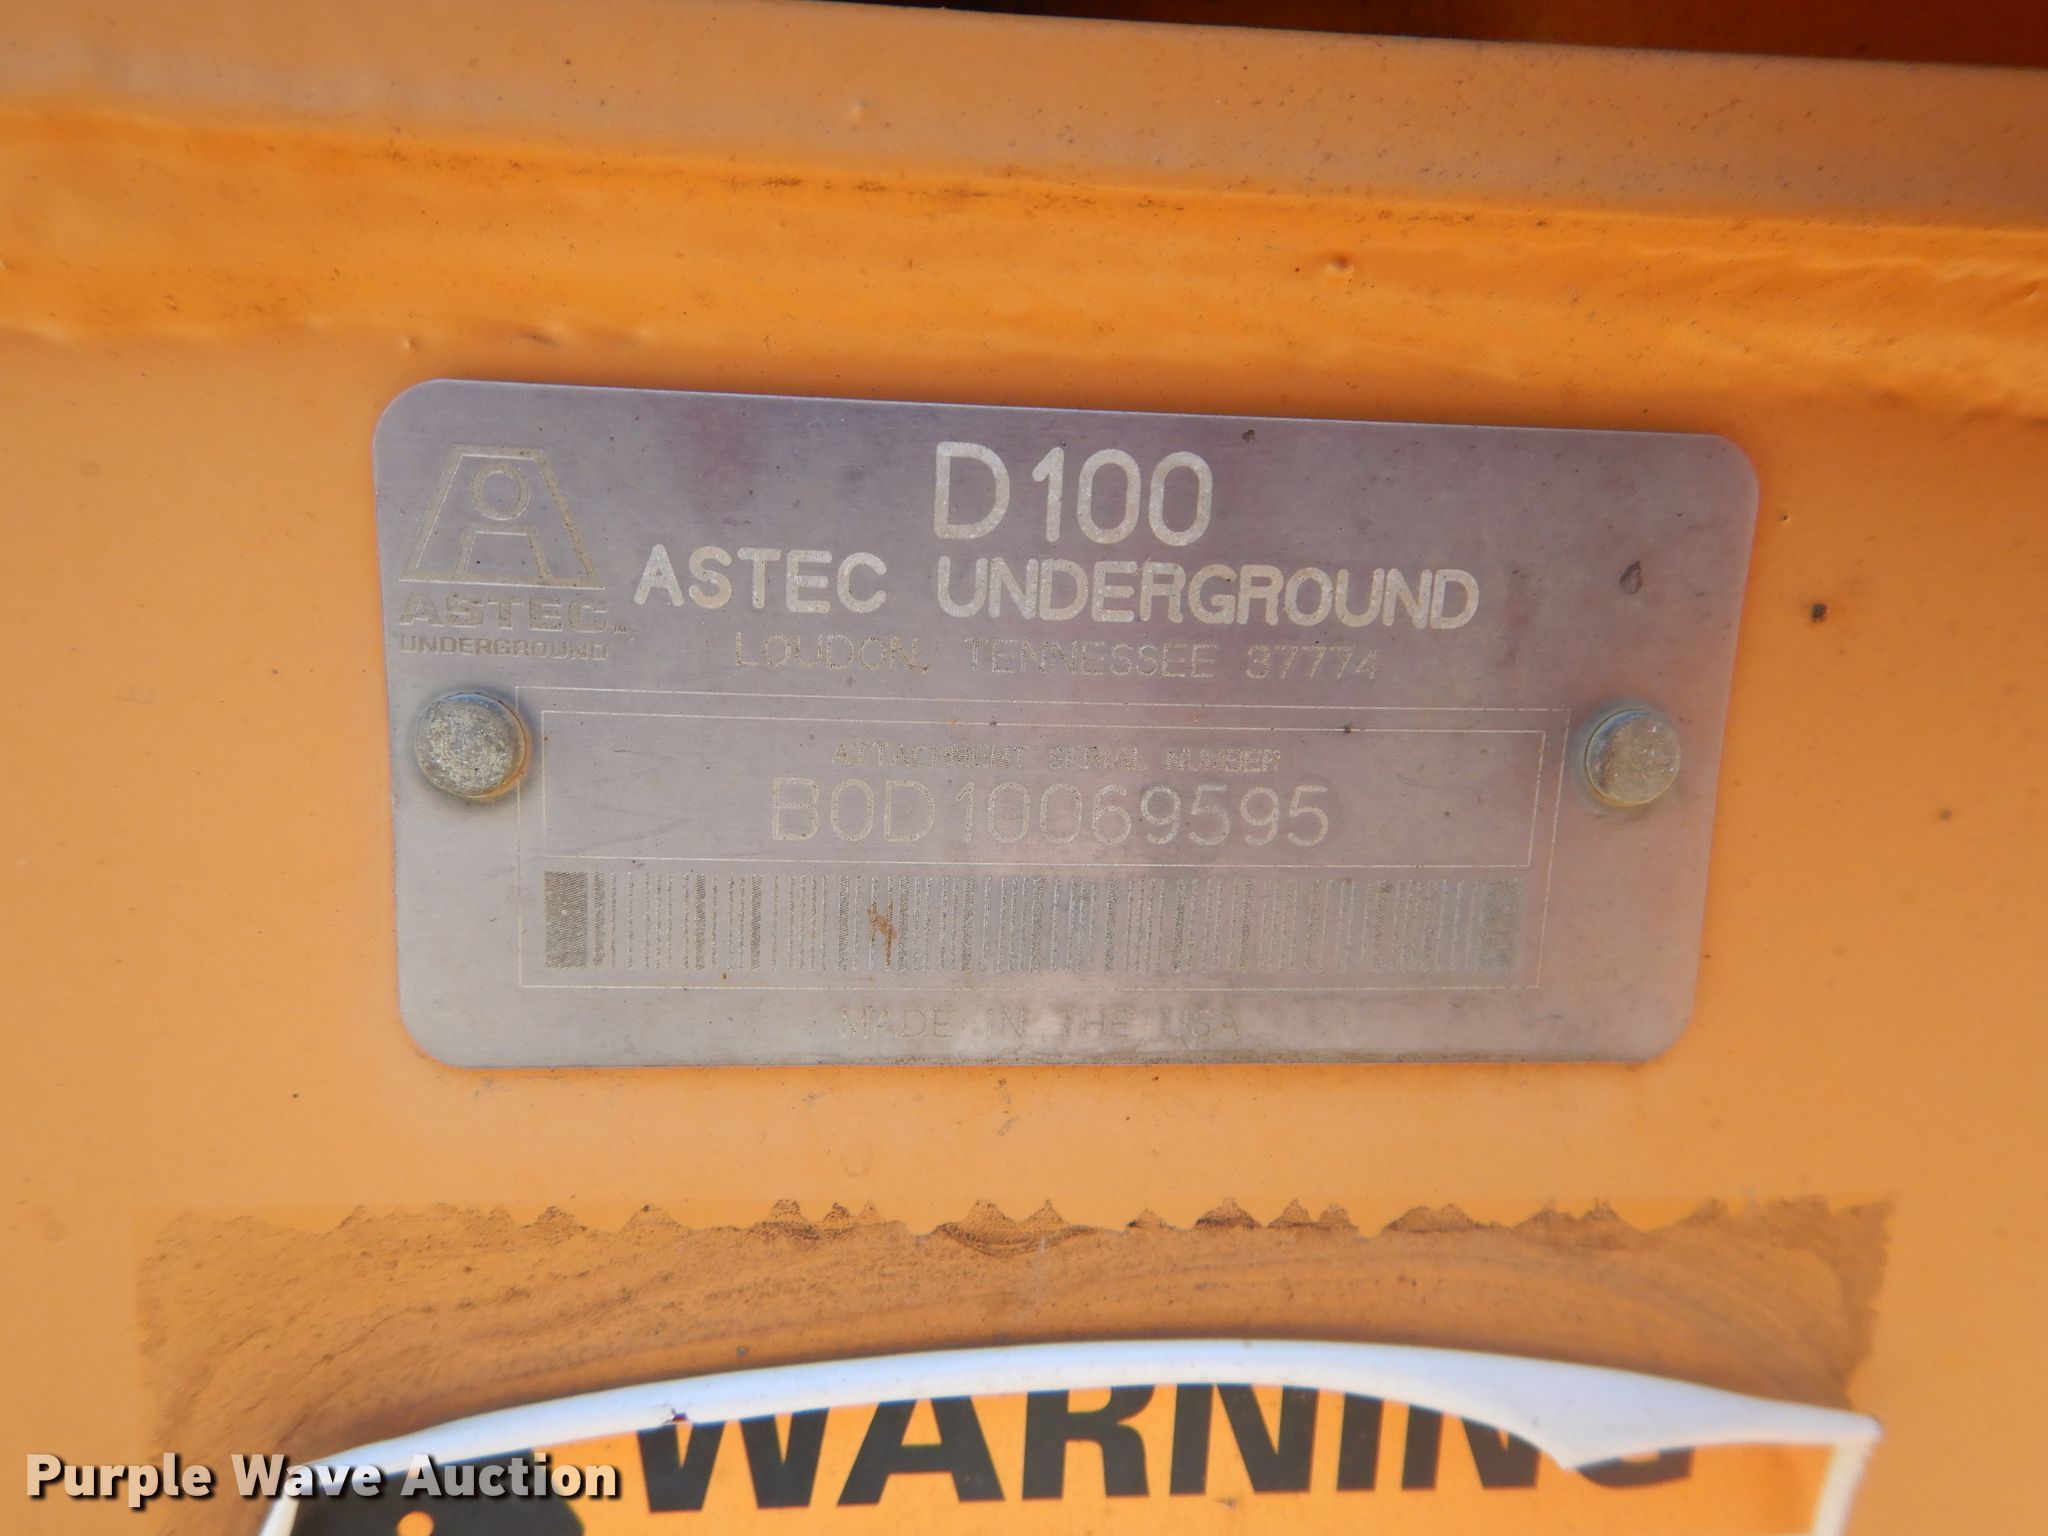 D100
ASTEC UNDERGROUND
LOUDON, TENNESSEE 37774
ASTEC™
UNDERGROUND
ATTACHMENT SERIAL NUMBER
B0D10069595
MADE IN THE USA
WARNING
Purple Wave Auction